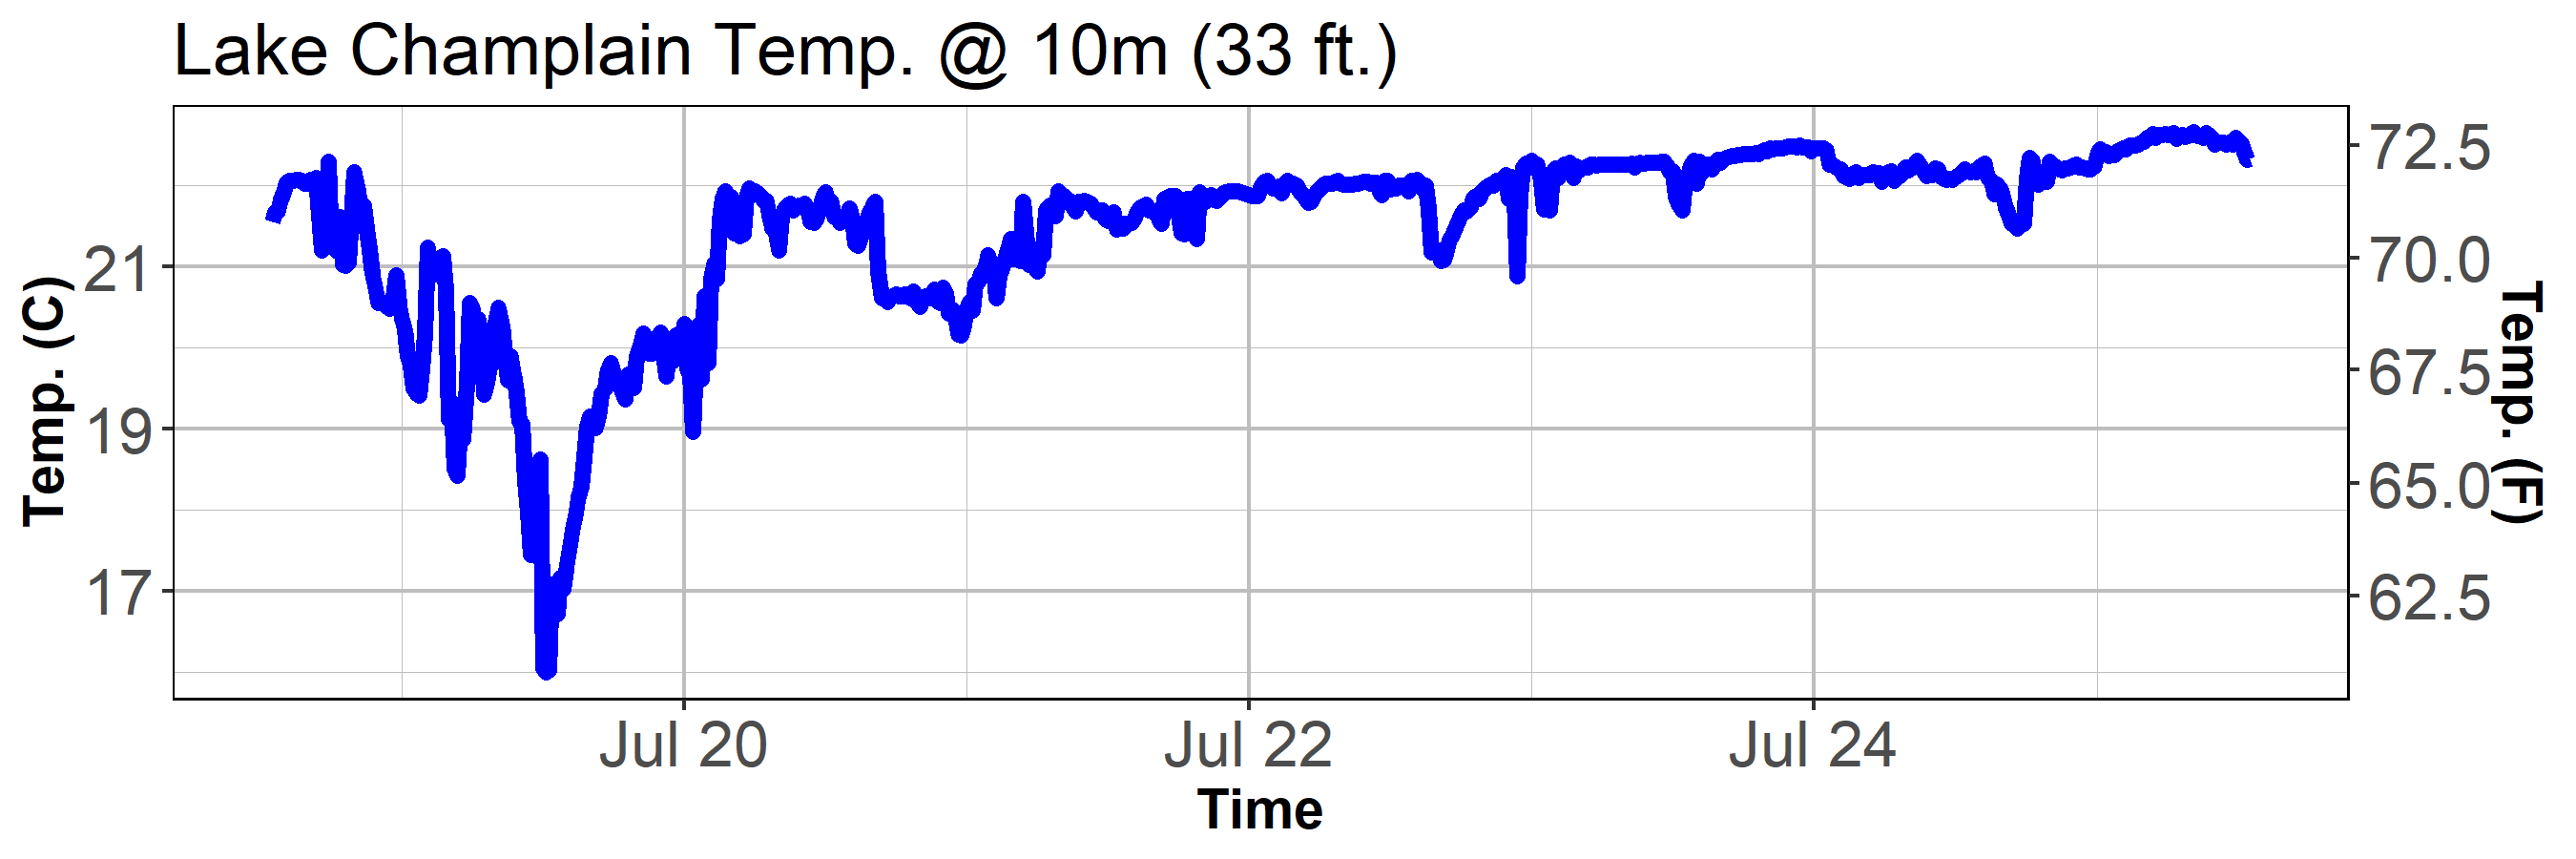 Lake Champlain Temp. @ 10m (33 ft.)
Temp. (C)
21
19
17
72.5
70.0
67.5
65.0
62.5
Temp. (F)
Jul 20
Jul 22
Jul 24
Time